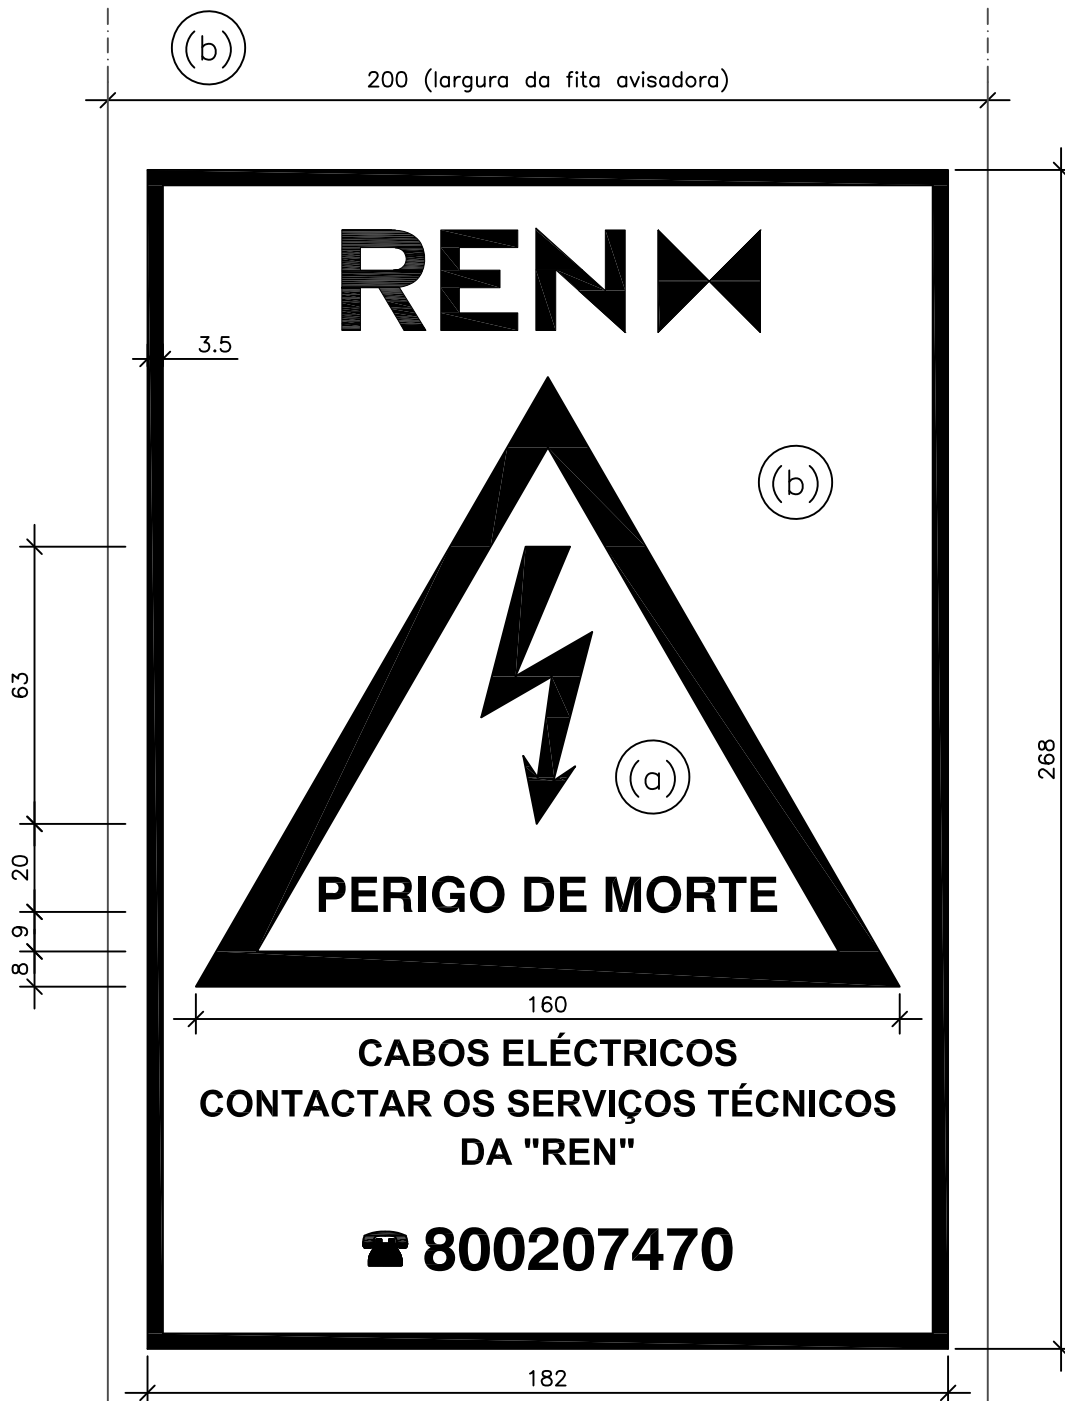 (b)
200 (largura da fita avisadora)
REN
3.5
(b)
63
268
(a)
20
PERIGO DE MORTE
9
8
160
CABOS ELÉCTRICOS
CONTACTAR OS SERVIÇOS TÉCNICOS
DA "REN"
800207470
182